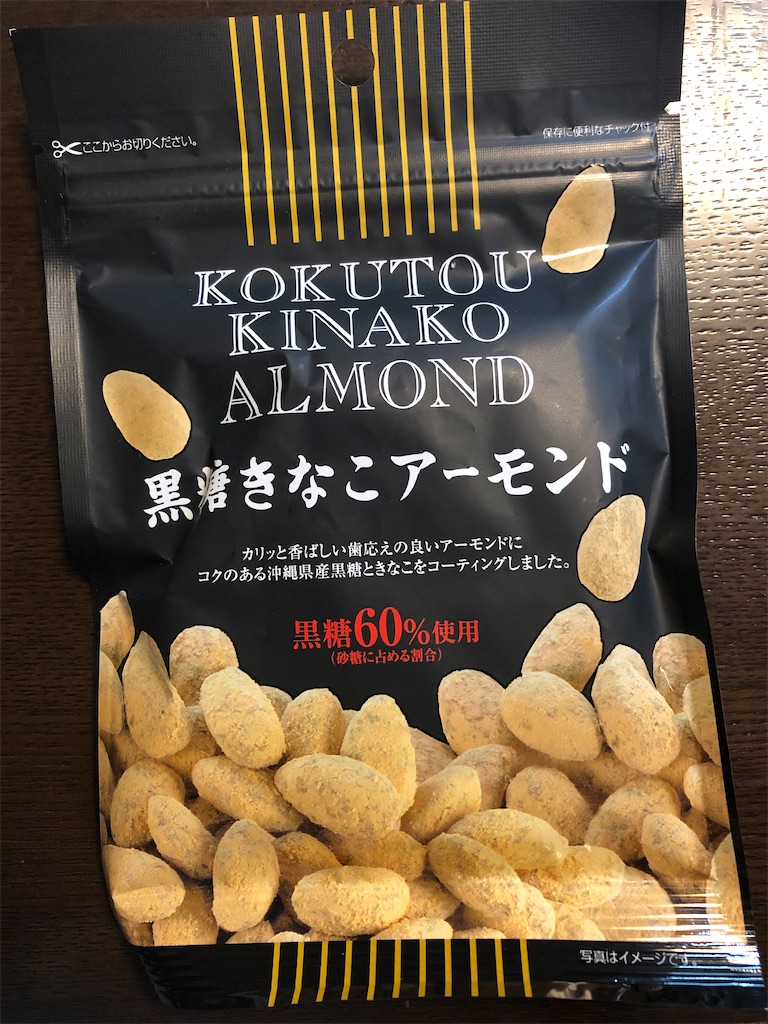 ここからお切りください。
保存に便利なチャック付
KOKUTOU
KINAKO
ALMOND
黒糖きなこアーモンド
カリッと香ばしい歯応えの良いアーモンドに
コクのある沖縄県産黒糖ときなこをコーティングしました。
黒糖60%使用
(砂糖に占める割合)
写真はイメージです。